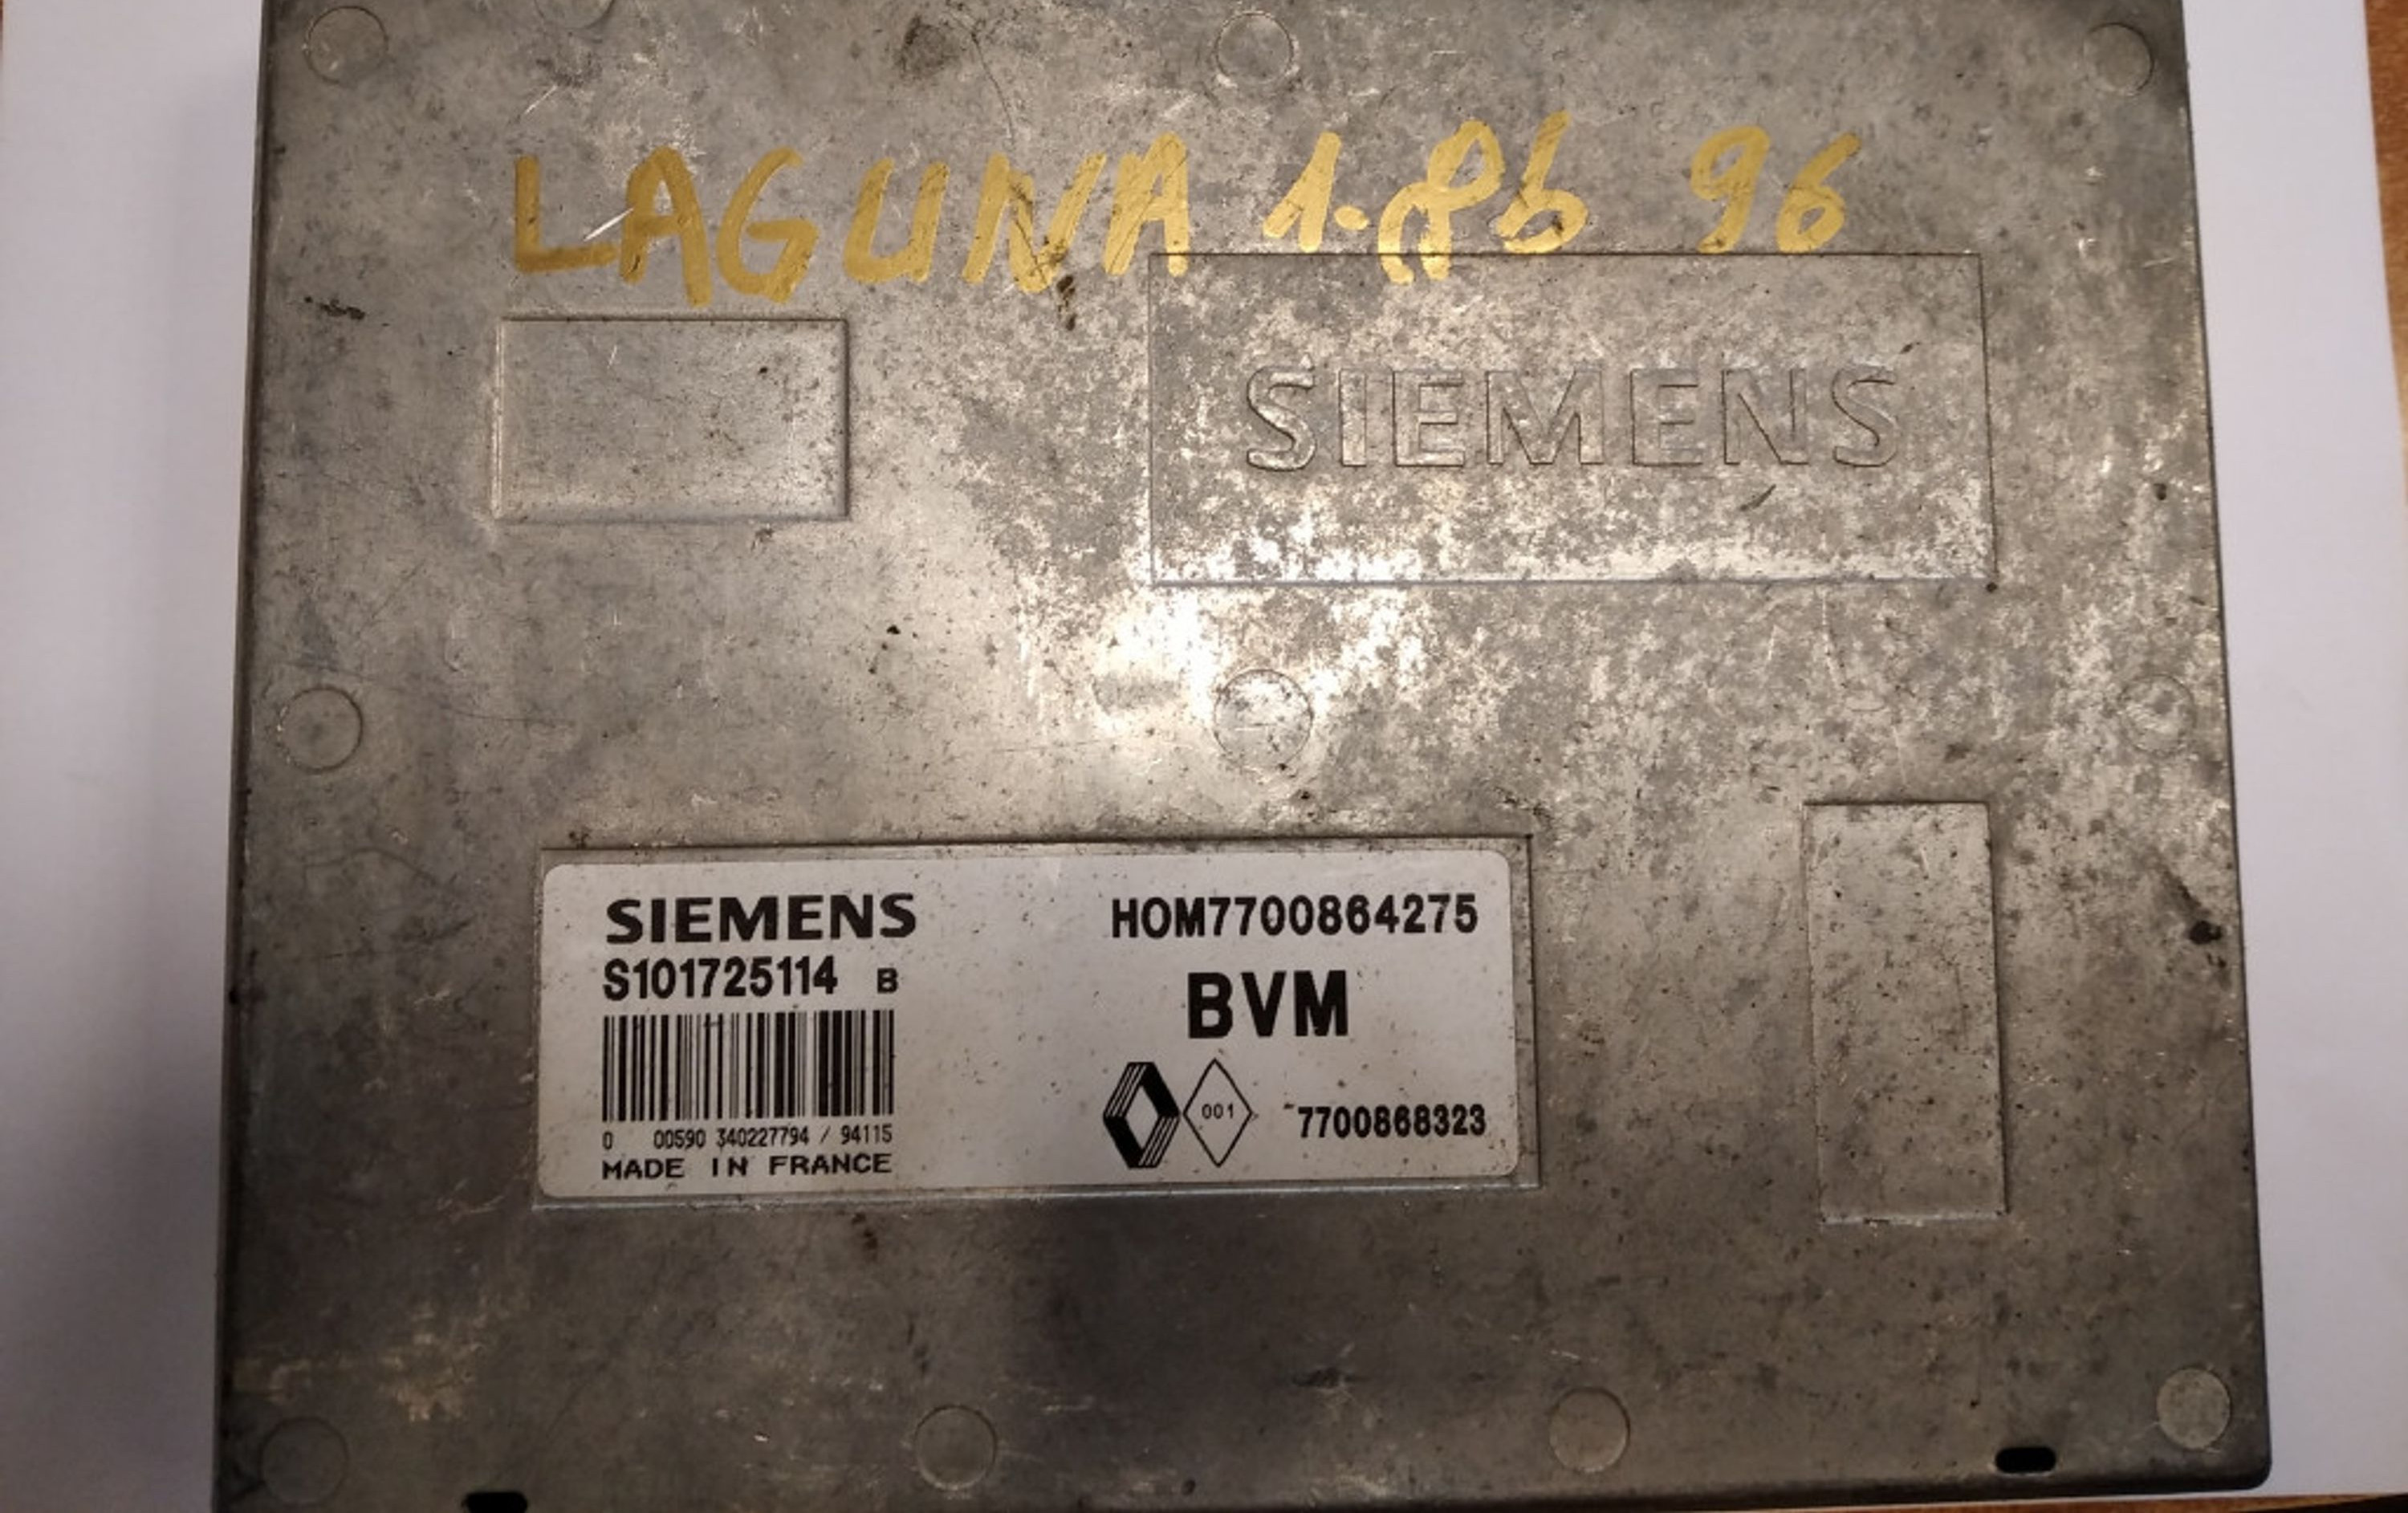 LAGUNA 1.8b 96
SIEMENS
SIEMENS
S101725114 B
0 00590 340227794 / 94115
MADE IN FRANCE
HOM7700864275
BVM
001
7700868323